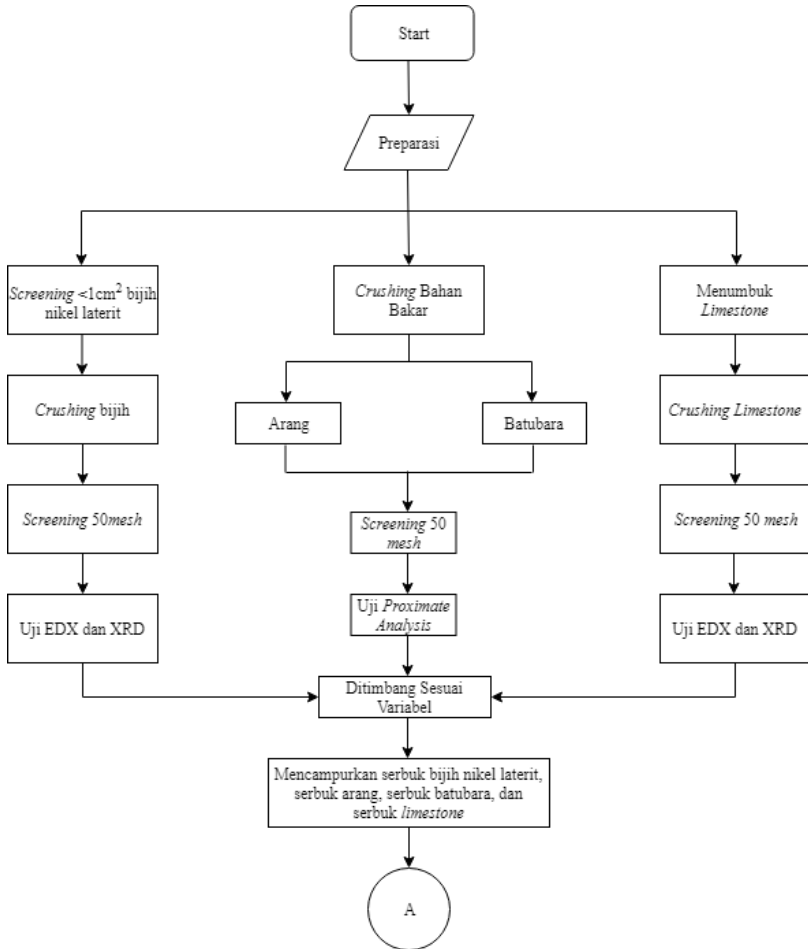 Start
Preparasi
Screening <1cm² bijih
nikel laterit
Crushing Bahan
Bakar
Menumbuk
Limestone
Crushing bijih
Arang
Batubara
Crushing Limestone
Screening 50mesh
Screening 50
mesh
Screening 50 mesh
Uji EDX dan XRD
Uji Proximate
Analysis
Uji EDX dan XRD
Ditimbang Sesuai
Variabel
Mencampurkan serbuk bijih nikel laterit,
serbuk arang, serbuk batubara, dan
serbuk limestone
A